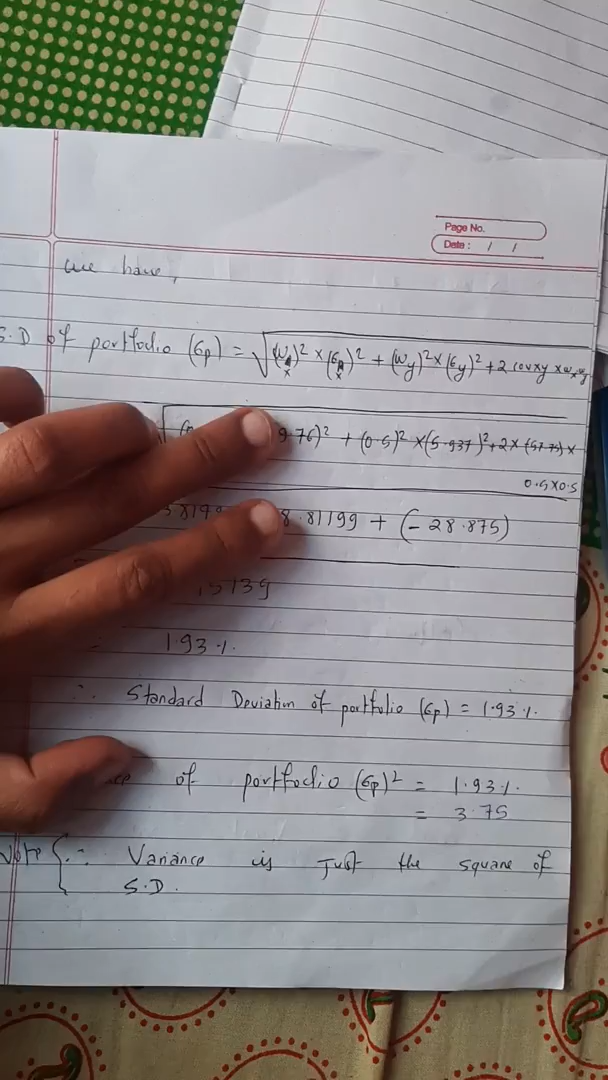 Page No.
Date: / /
we have,
S.D of portfolio (σp) = √(wx)² × (σx)² + (wy)² × (σy)² + 2 covxy × wx wy
9.76)² + (0.5)² × (5.937)² + 2 × (-57.75) ×
0.5 × 0.5
8.81199 + (-28.875)
1.93%
∴ Standard Deviation of portfolio (σp) = 1.93%.
of portfolio (σp)² = 1.93%.
= 3.75
Note { ∴ Variance is Just the square of
S.D.